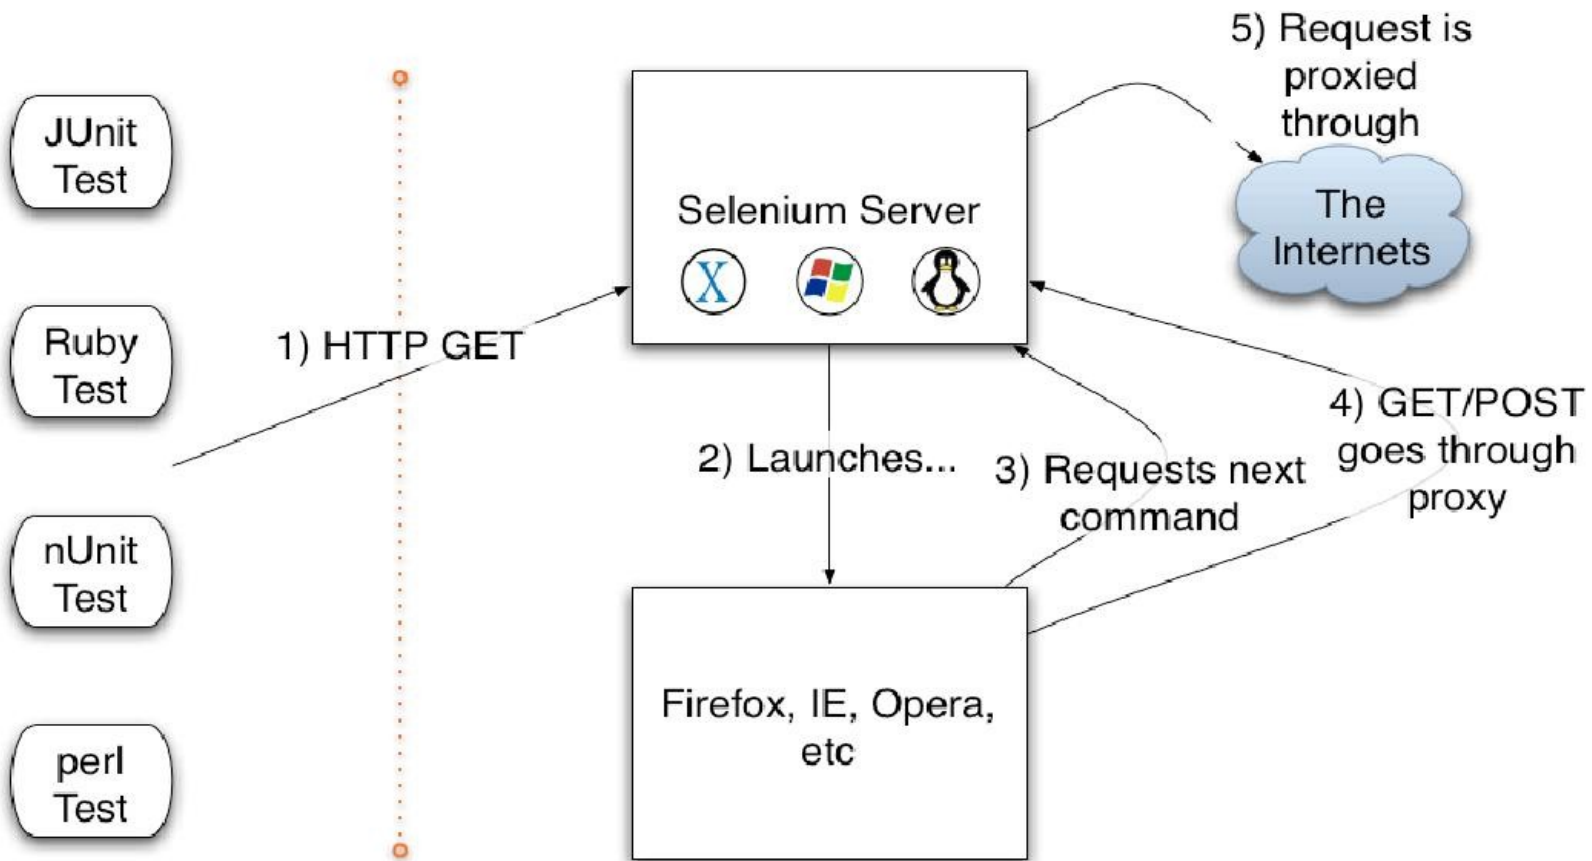 JUnit
Test
Ruby
Test
nUnit
Test
perl
Test
1) HTTP GET
Selenium Server
X
2) Launches...
Firefox, IE, Opera,
etc
3) Requests next
command
4) GET/POST
goes through
proxy
5) Request is
proxied
through
The
Internets